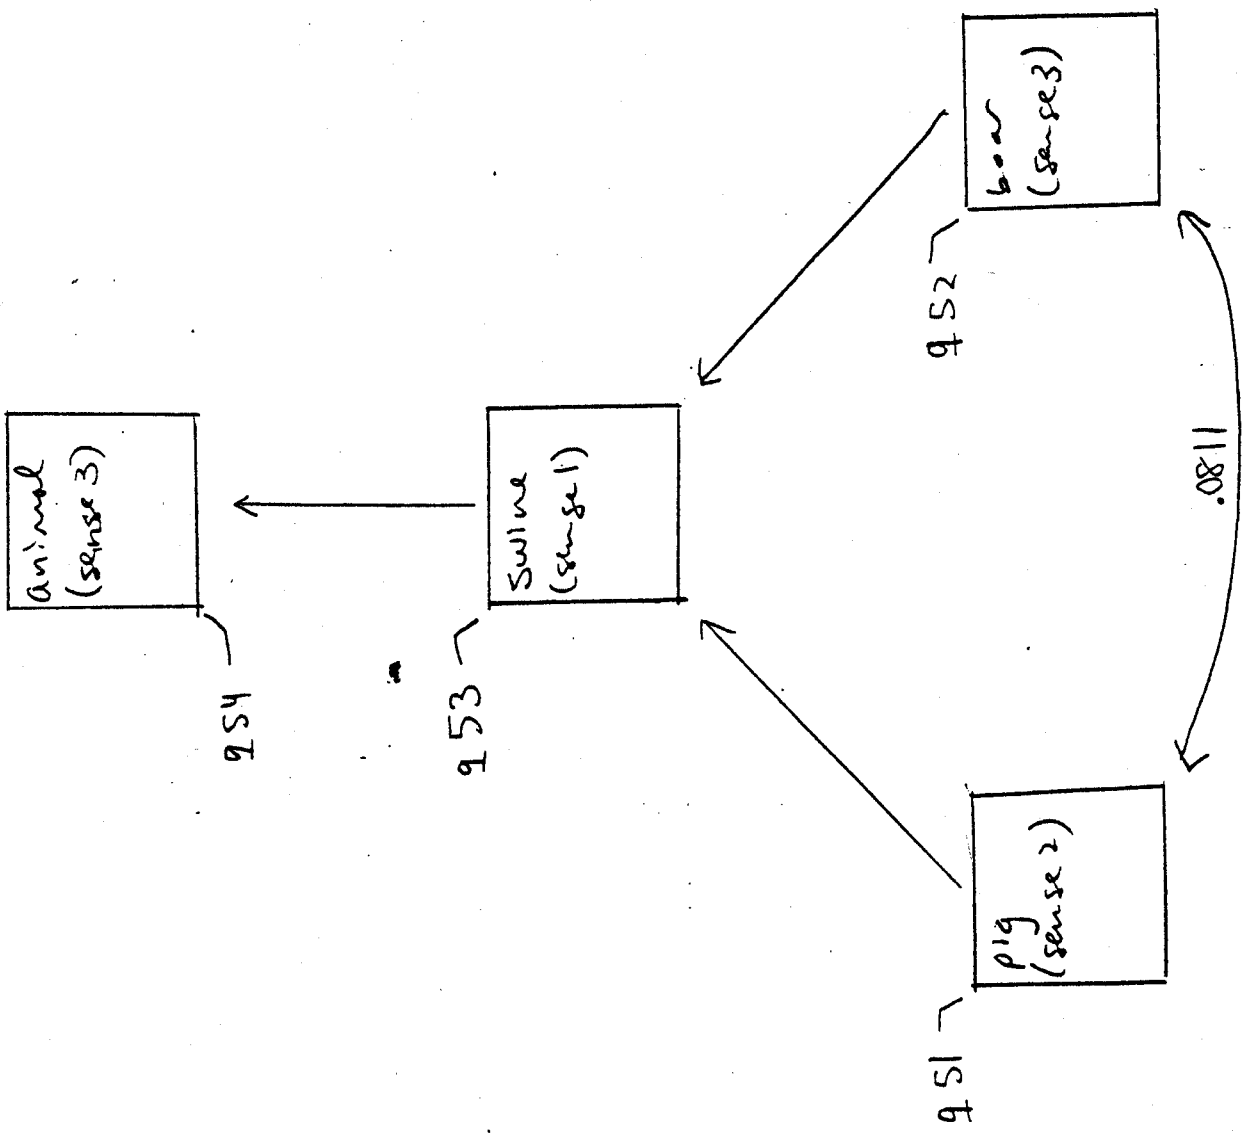 animal
(sense 3)
954
swine
(sense 1)
953
pig
(sense 2)
951
boar
(sense 3)
952
.0811